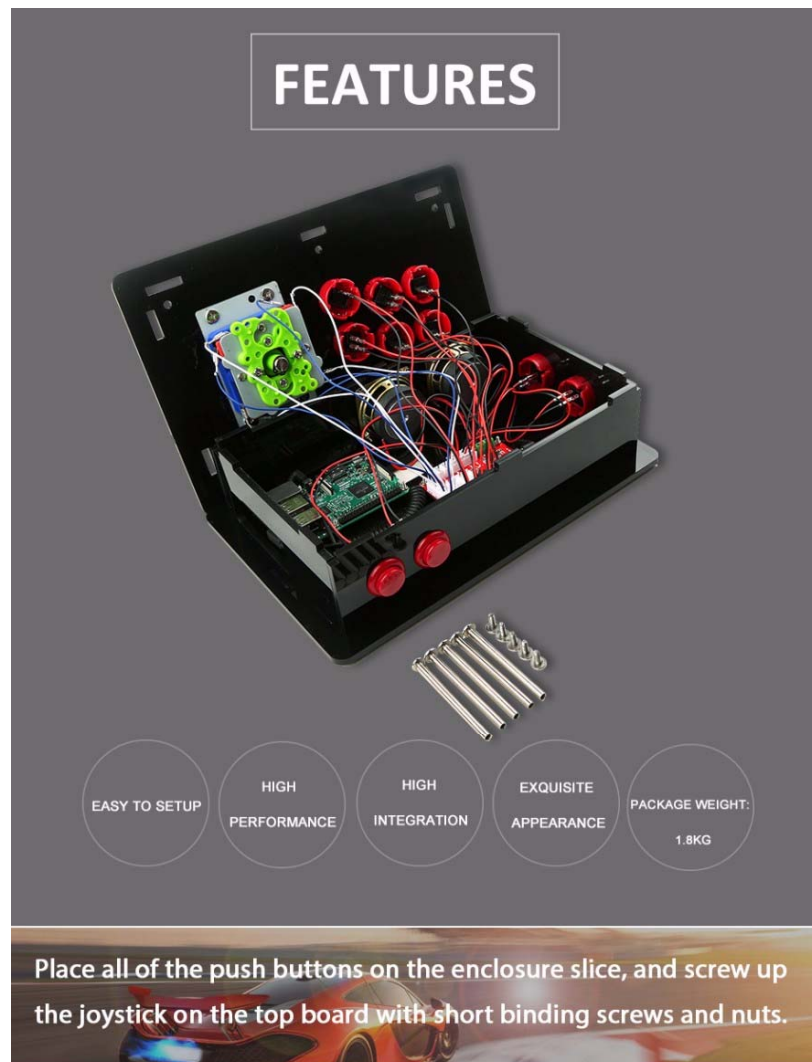 FEATURES
EASY TO SETUP
HIGH
PERFORMANCE
HIGH
INTEGRATION
EXQUISITE
APPEARANCE
PACKAGE WEIGHT:
1.8KG
Place all of the push buttons on the enclosure slice, and screw up
the joystick on the top board with short binding screws and nuts.